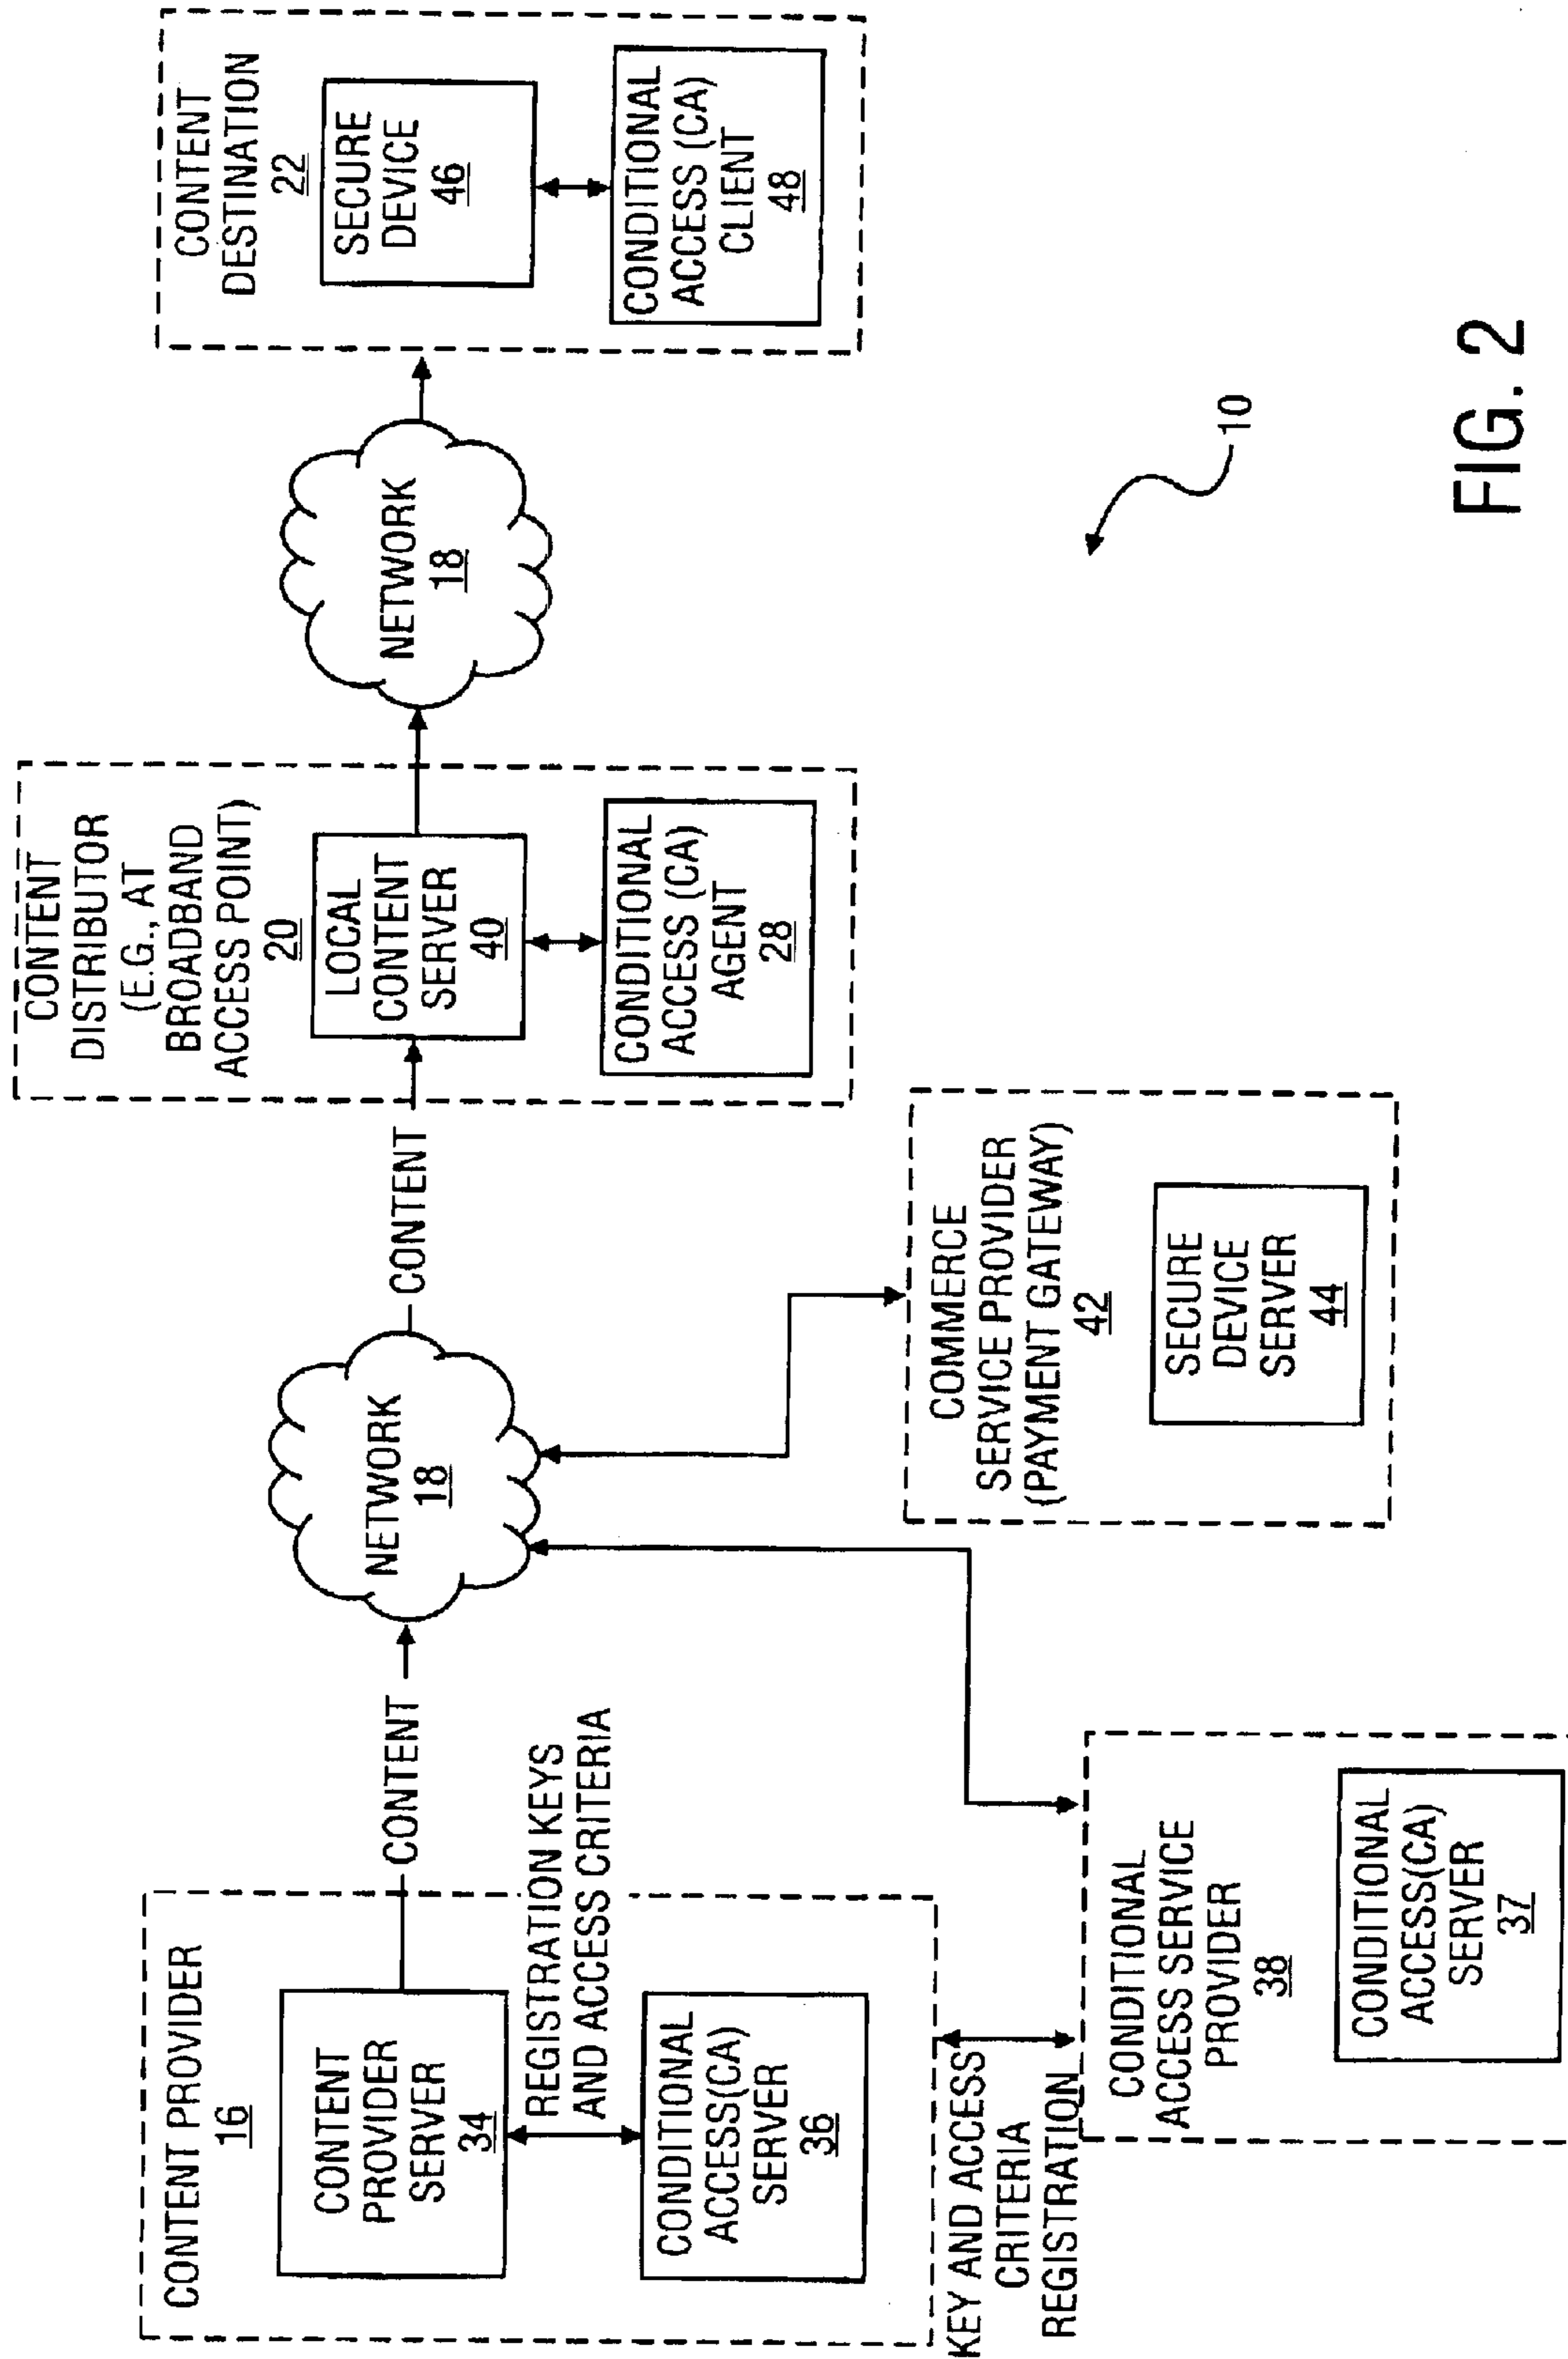 CONTENT PROVIDER
16
CONTENT
PROVIDER
SERVER
34
REGISTRATION KEYS
AND ACCESS CRITERIA
CONDITIONAL
ACCESS(CA)
SERVER
36
KEY AND ACCESS
CRITERIA
REGISTRATION
CONDITIONAL
ACCESS SERVICE
PROVIDER
38
CONDITIONAL
ACCESS(CA)
SERVER
37
CONTENT
NETWORK
18
CONTENT
COMMERCE
SERVICE PROVIDER
(PAYMENT GATEWAY)
42
SECURE
DEVICE
SERVER
44
CONTENT
DISTRIBUTOR
(E.G., AT
BROADBAND
ACCESS POINT)
20
LOCAL
CONTENT
SERVER
40
CONDITIONAL
ACCESS (CA)
AGENT
28
NETWORK
18
CONTENT
DESTINATION
22
SECURE
DEVICE
46
CONDITIONAL
ACCESS (CA)
CLIENT
48
10
FIG. 2